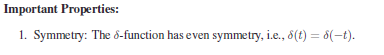 Important Properties:
1. Symmetry: The δ-function has even symmetry, i.e., δ(t) = δ(−t).